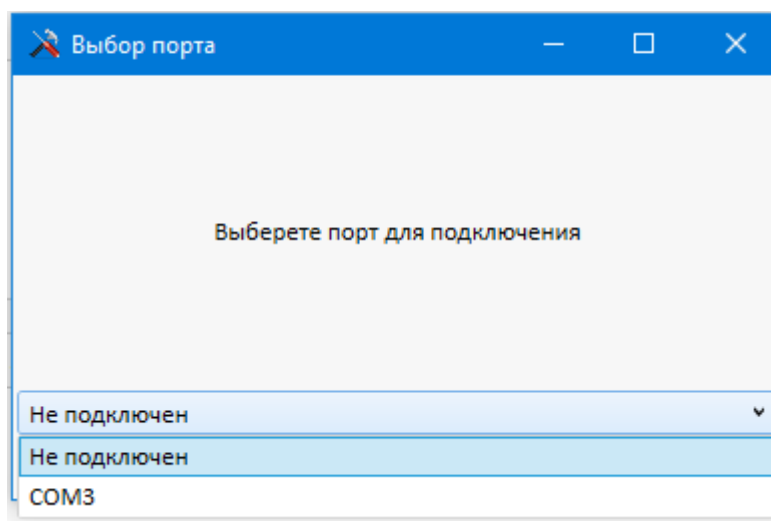 Выбор порта
Выберете порт для подключения
Не подключен
Не подключен
COM3